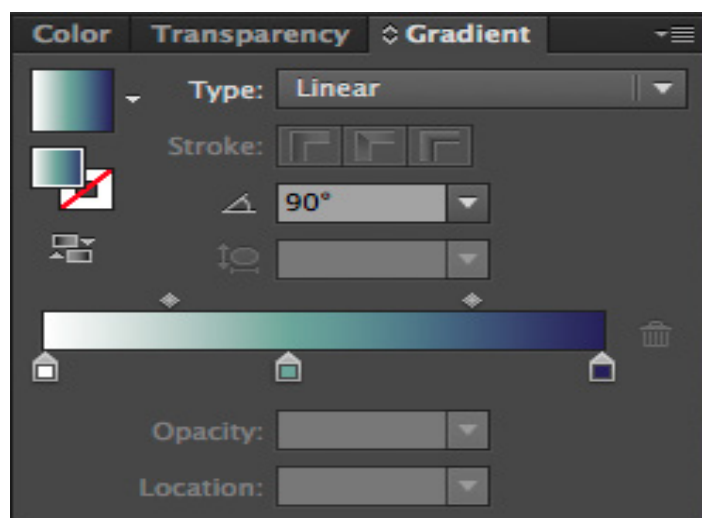 Color Transparency Gradient
Type: Linear
Stroke:
90°
Opacity:
Location: